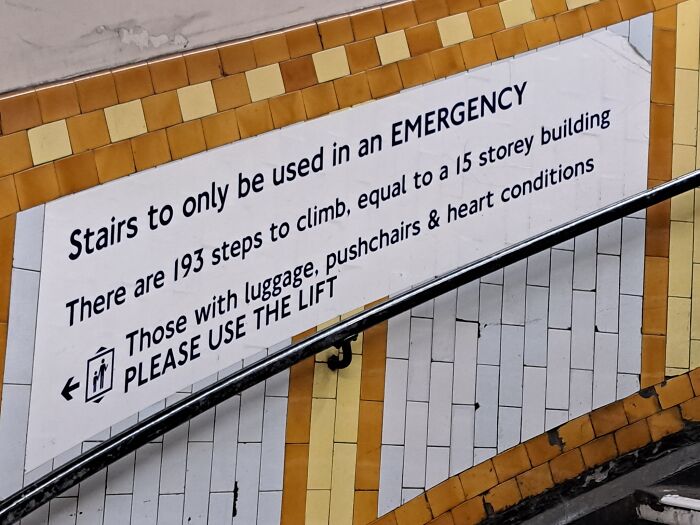 Stairs to only be used in an EMERGENCY
There are 193 steps to climb, equal to a 15 storey building
Those with luggage, pushchairs & heart conditions
PLEASE USE THE LIFT